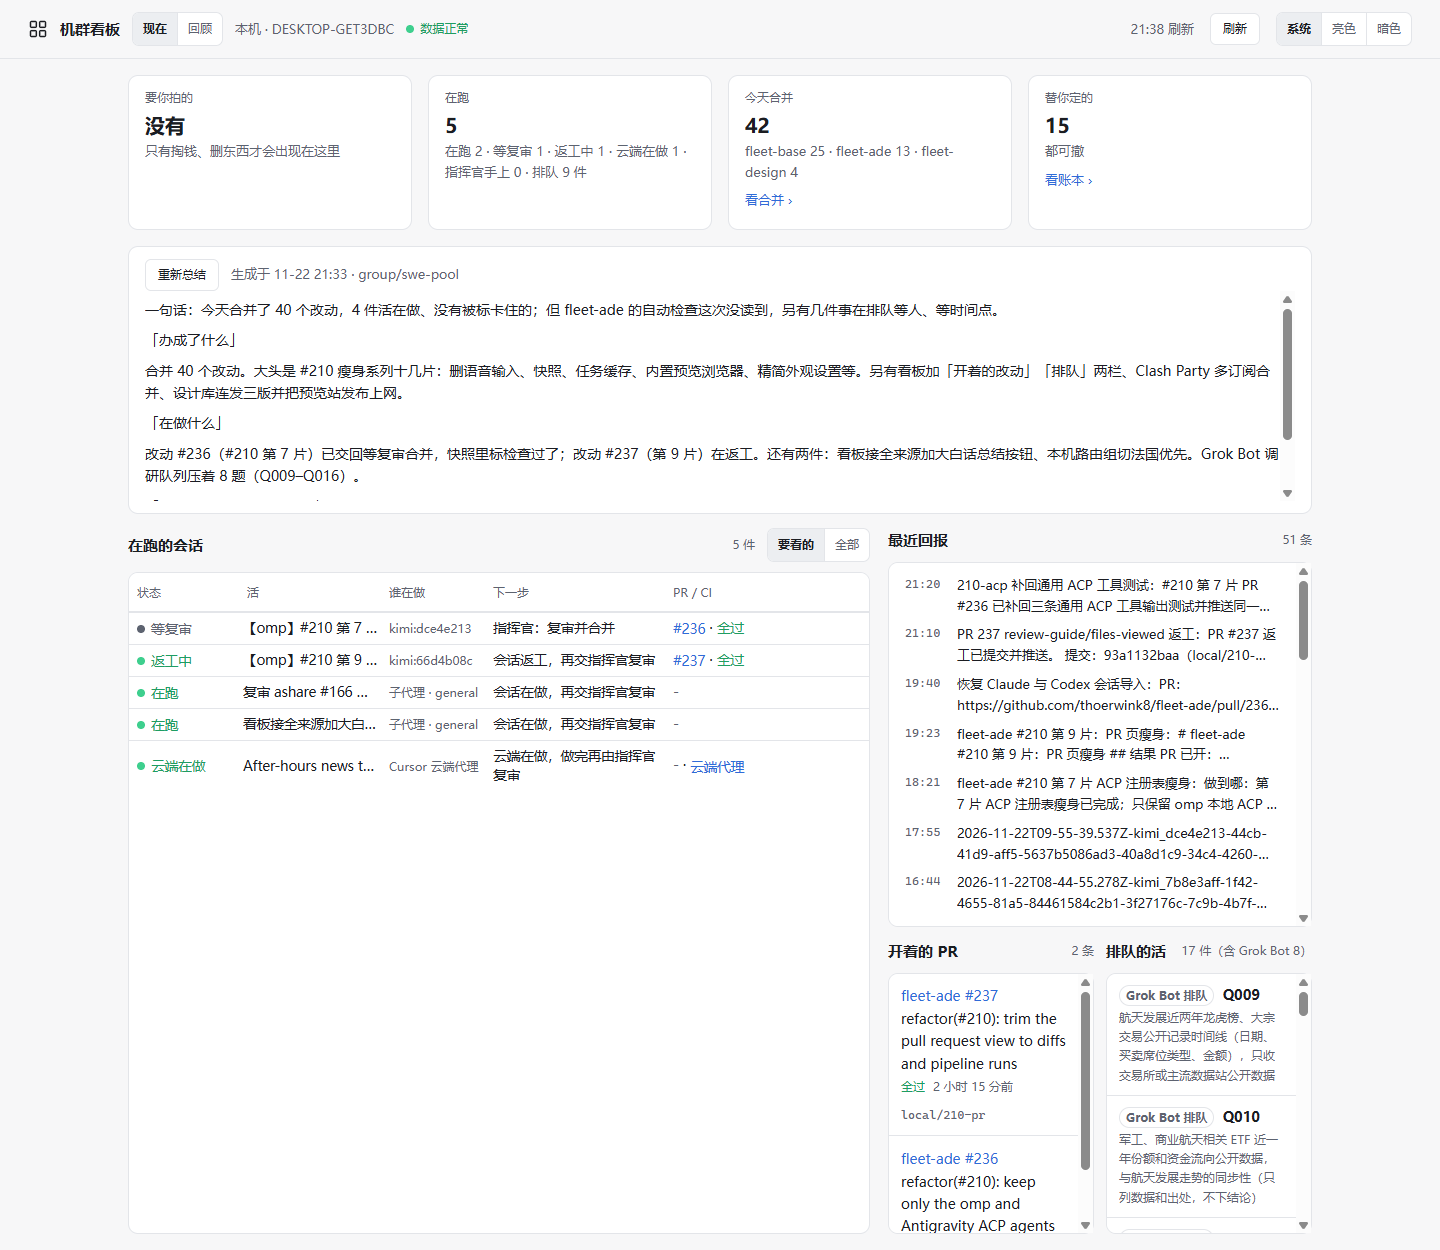 机群看板
现在
回顾
本机 · DESKTOP-GET3DBC
数据正常
21:38 刷新
刷新
系统
亮色
暗色
要你拍的
没有
只有掏钱、删东西才会出现在这里
在跑
5
在跑 2 · 等复审 1 · 返工中 1 · 云端在做 1 ·
指挥官手上 0 · 排队 9 件
今天合并
42
fleet-base 25 · fleet-ade 13 · fleet-
design 4
看合并 ›
替你定的
15
都可撤
看账本 ›
重新总结
生成于 11-22 21:33 · group/swe-pool
一句话：今天合并了 40 个改动，4 件活在做、没有被标卡住的；但 fleet-ade 的自动检查这次没读到，另有几件事在排队等人、等时间点。
「办成了什么」
合并 40 个改动。大头是 #210 瘦身系列十几片：删语音输入、快照、任务缓存、内置预览浏览器、精简外观设置等。另有看板加「开着的改动」「排队」两栏、Clash Party 多订阅合
并、设计库连发三版并把预览站发布上网。
「在做什么」
改动 #236（#210 第 7 片）已交回等复审合并，快照里标检查过了；改动 #237（第 9 片）在返工。还有两件：看板接全来源加大白话总结按钮、本机路由组切法国优先。Grok Bot 调
研队列压着 8 题（Q009–Q016）。
在跑的会话
5 件
要看的
全部
状态
活
谁在做
下一步
PR / CI
等复审
【omp】#210 第 7 ...
kimi:dce4e213
指挥官：复审并合并
#236 · 全过
返工中
【omp】#210 第 9 ...
kimi:66d4b08c
会话返工，再交指挥官复审
#237 · 全过
在跑
复审 ashare #166 ...
子代理 · general
会话在做，再交指挥官复审
-
在跑
看板接全来源加大白...
子代理 · general
会话在做，再交指挥官复审
-
云端在做
After-hours news t...
Cursor 云端代理
云端在做，做完再由指挥官
复审
- · 云端代理
最近回报
51 条
21:20
210-acp 补回通用 ACP 工具测试：#210 第 7 片 PR
#236 已补回三条通用 ACP 工具输出测试并推送同一...
21:10
PR 237 review-guide/files-viewed 返工：PR #237 返
工已提交并推送。 提交：93a1132baa（local/210-...
19:40
恢复 Claude 与 Codex 会话导入：PR:
https://github.com/thoerwink8/fleet-ade/pull/236...
19:23
fleet-ade #210 第 9 片：PR 页瘦身：# fleet-ade
#210 第 9 片：PR 页瘦身 ## 结果 PR 已开：...
18:21
fleet-ade #210 第 7 片 ACP 注册表瘦身：做到哪：第
7 片 ACP 注册表瘦身已完成；只保留 omp 本地 ACP ...
17:55
2026-11-22T09-55-39.537Z-kimi_dce4e213-44cb-
41d9-aff5-5637b5086ad3-40a8d1c9-34c4-4260-...
16:44
2026-11-22T08-44-55.278Z-kimi_7b8e3aff-1f42-
4655-81a5-84461584c2b1-3f27176c-7c9b-4b7f-...
开着的 PR
2 条
fleet-ade #237
refactor(#210): trim the
pull request view to diffs
and pipeline runs
全过 2 小时 15 分前
local/210-pr
fleet-ade #236
refactor(#210): keep
only the omp and
Antigravity ACP agents
排队的活
17 件（含 Grok Bot 8）
Grok Bot 排队
Q009
航天发展近两年龙虎榜、大宗
交易公开记录时间线（日期、
买卖席位类型、金额），只收
交易所或主流数据站公开数据
Grok Bot 排队
Q010
军工、商业航天相关 ETF 近一
年份额和资金流向公开数据，
与航天发展走势的同步性（只
列数据和出处，不下结论）